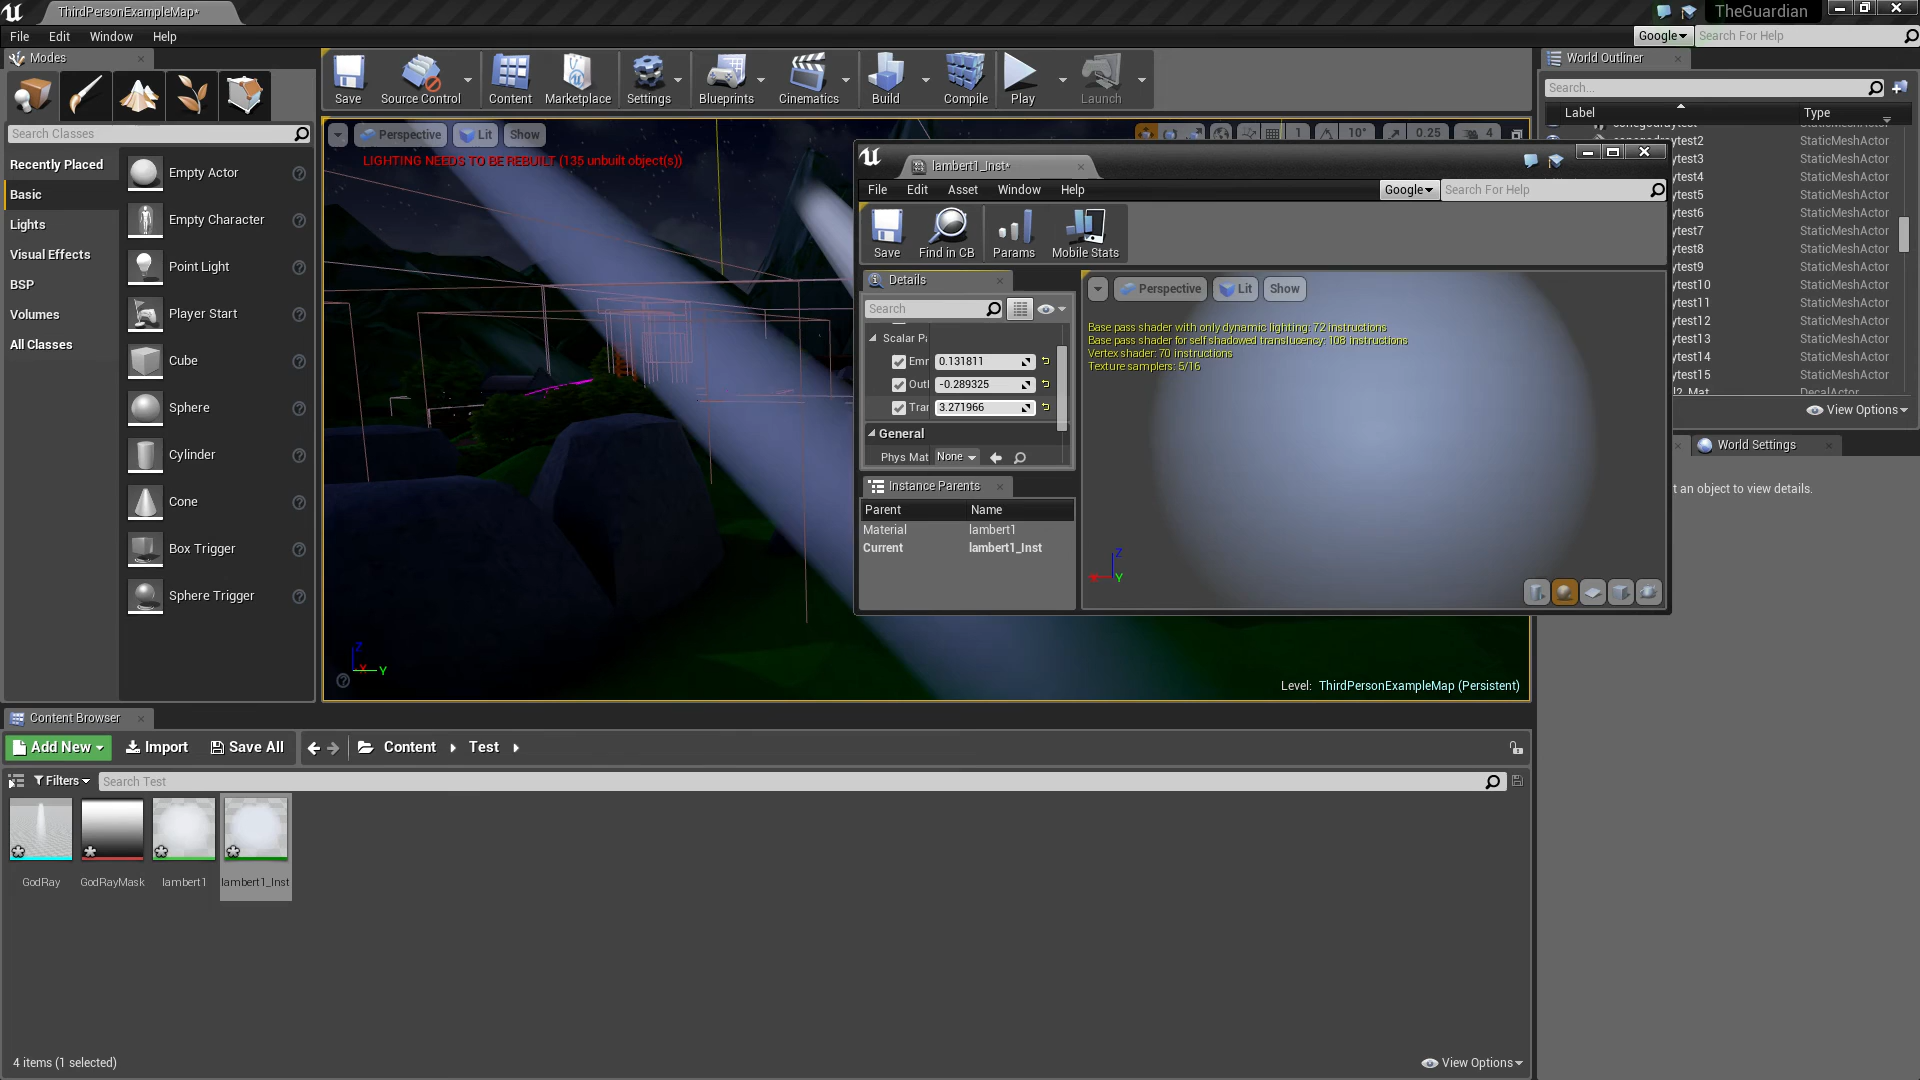 ThirdPersonExampleMap*
TheGuardian
File Edit Window Help
Google Search For Help
Modes
Search Classes
Recently Placed
Basic
Lights
Visual Effects
BSP
Volumes
All Classes
Empty Actor
Empty Character
Point Light
Player Start
Cube
Sphere
Cylinder
Cone
Box Trigger
Sphere Trigger
Save Source Control Content Marketplace Settings Blueprints Cinematics Build Compile Play Launch
Perspective Lit Show
1 10° 0.25 4
LIGHTING NEEDS TO BE REBUILT (135 unbuilt object(s))
Z
X Y
Level: ThirdPersonExampleMap (Persistent)
lambert1_Inst*
File Edit Asset Window Help
Google Search For Help
Save Find in CB Params Mobile Stats
Details
Search
Scalar Pa
Emr 0.131811
Outl -0.289325
Trar 3.271966
General
Phys Mat None
Instance Parents
Parent Name
Material lambert1
Current lambert1_Inst
Perspective Lit Show
Base pass shader with only dynamic lighting: 72 instructions
Base pass shader for self shadowed translucency: 108 instructions
Vertex shader: 70 instructions
Texture samplers: 5/16
Z
X Y
World Outliner
Search...
Label Type
ytest2 StaticMeshActor
ytest3 StaticMeshActor
ytest4 StaticMeshActor
ytest5 StaticMeshActor
ytest6 StaticMeshActor
ytest7 StaticMeshActor
ytest8 StaticMeshActor
ytest9 StaticMeshActor
ytest10 StaticMeshActor
ytest11 StaticMeshActor
ytest12 StaticMeshActor
ytest13 StaticMeshActor
ytest14 StaticMeshActor
ytest15 StaticMeshActor
l2_Mat DecalActor
View Options
World Settings
t an object to view details.
Content Browser
Add New Import Save All Content Test
Filters Search Test
GodRay GodRayMask lambert1 lambert1_Inst
4 items (1 selected)
View Options